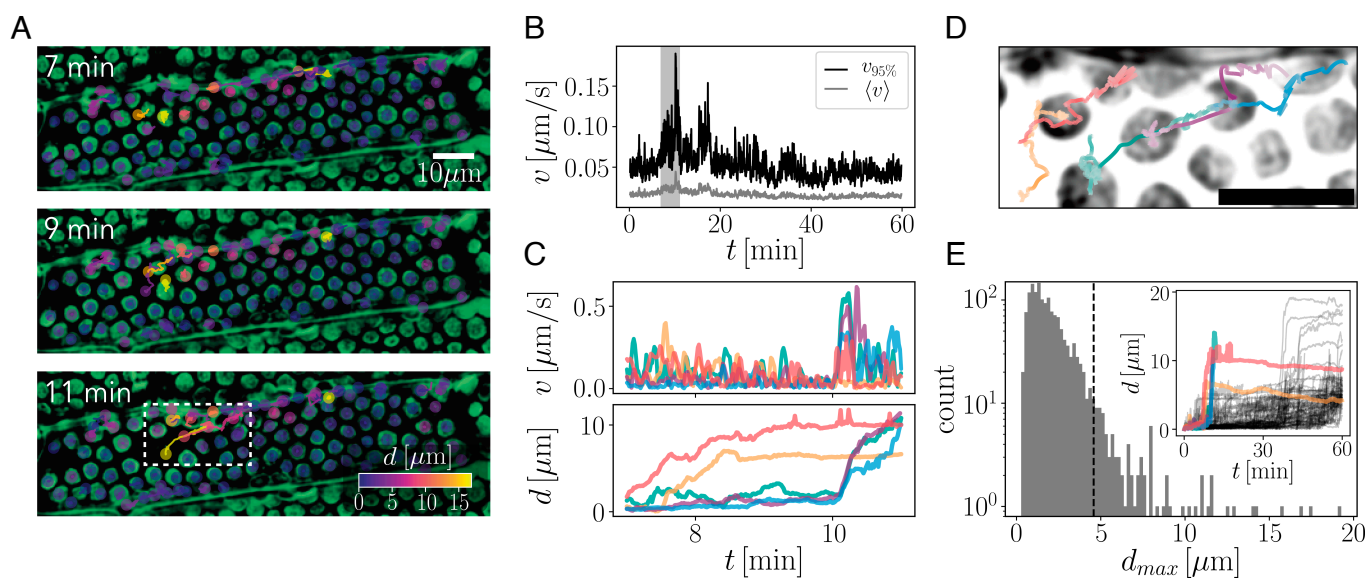 A
7 min
10μm
9 min
11 min
d [μm]
0 5 10 15
B
v [μm/s]
0.15
0.10
0.05
v95%
⟨v⟩
0 20 40 60
t [min]
C
v [μm/s]
0.5
0.0
d [μm]
10
0
8 10
t [min]
D
E
count
10²
10¹
10⁰
0 5 10 15 20
dmax [μm]
d [μm]
20
10
0
0 30 60
t [min]